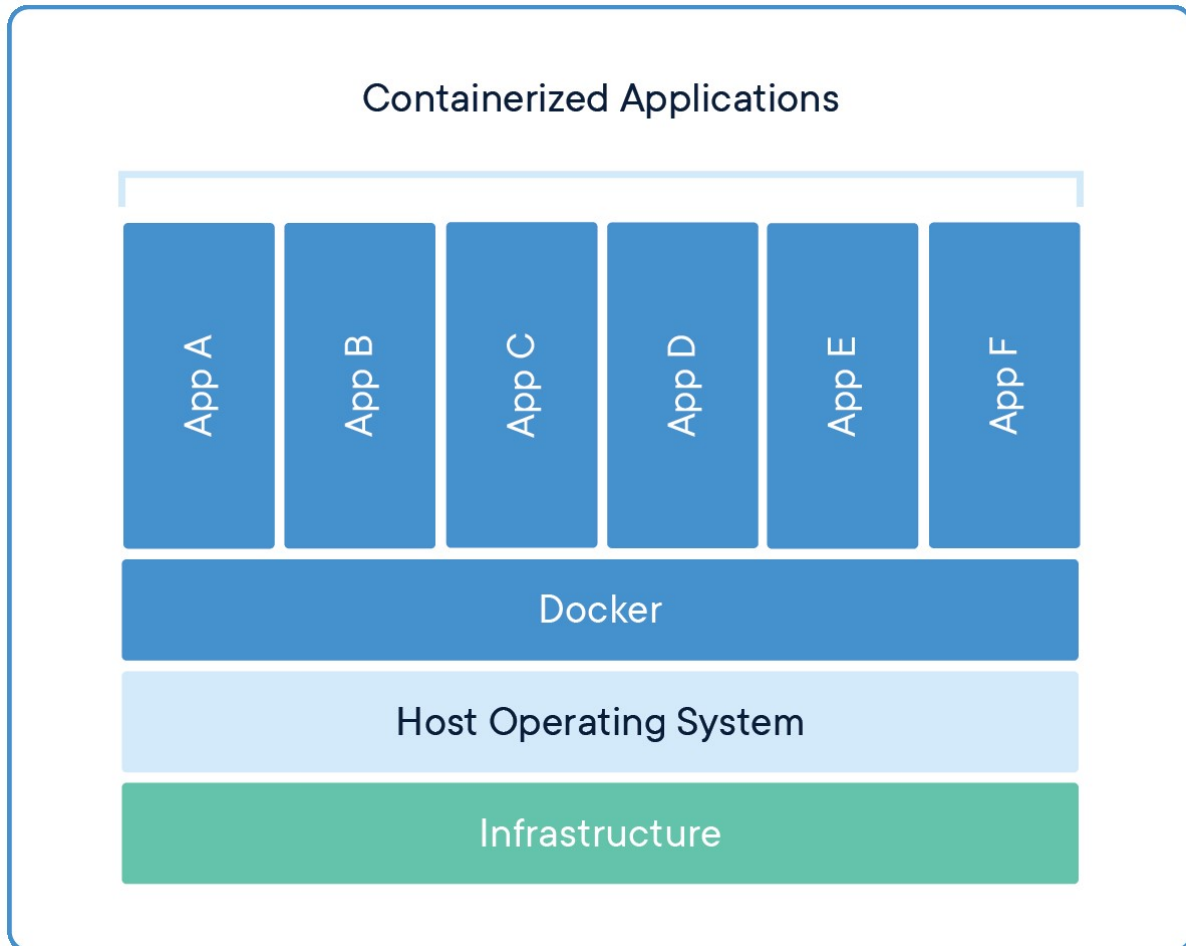 Containerized Applications
App A
App B
App C
App D
App E
App F
Docker
Host Operating System
Infrastructure